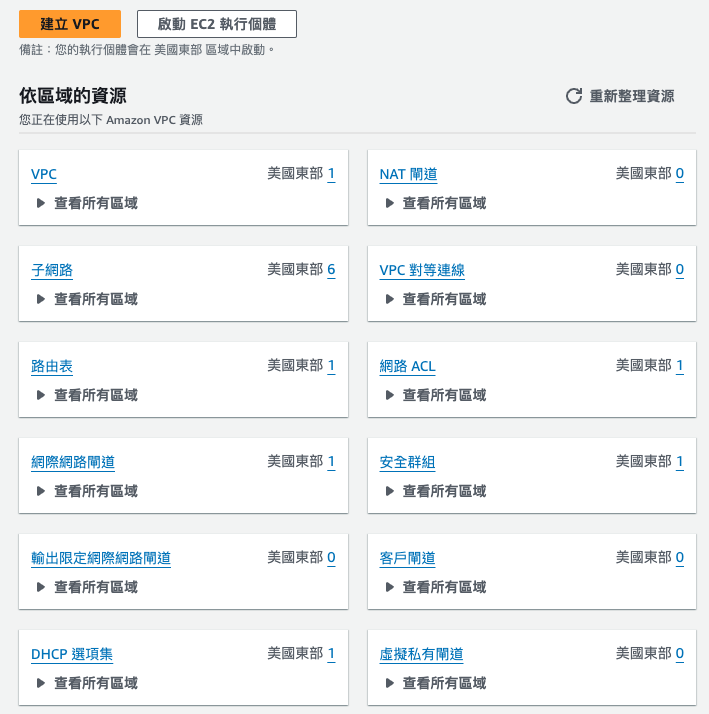 建立 VPC
啟動 EC2 執行個體
備註：您的執行個體會在 美國東部 區域中啟動。
依區域的資源
重新整理資源
您正在使用以下 Amazon VPC 資源
VPC
美國東部 1
查看所有區域
NAT 閘道
美國東部 0
查看所有區域
子網路
美國東部 6
查看所有區域
VPC 對等連線
美國東部 0
查看所有區域
路由表
美國東部 1
查看所有區域
網路 ACL
美國東部 1
查看所有區域
網際網路閘道
美國東部 1
查看所有區域
安全群組
美國東部 1
查看所有區域
輸出限定網際網路閘道
美國東部 0
查看所有區域
客戶閘道
美國東部 0
查看所有區域
DHCP 選項集
美國東部 1
查看所有區域
虛擬私有閘道
美國東部 0
查看所有區域